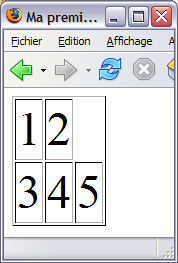 Ma premi...
Fichier Edition Affichage
1 2
3 4 5